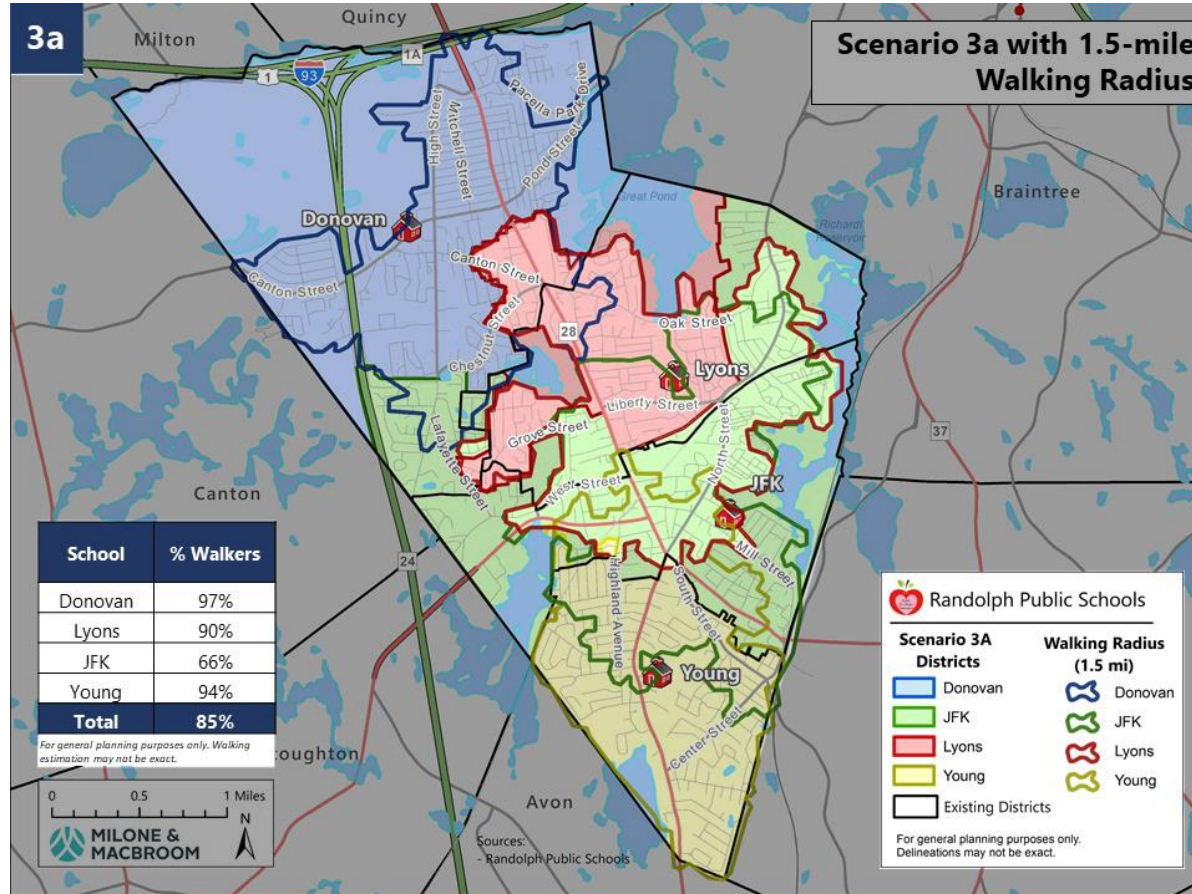 3a
Scenario 3a with 1.5-mile
Walking Radius
Quincy
Milton
1
93
1A
Pacella Park Drive
High Street
Mitchell Street
Pond Street
Great Pond
Braintree
Richardi
Reservoir
Donovan
Canton Street
Canton Street
Chestnut Street
28
Oak Street
Lyons
Liberty Street
Grove Street
Lafayette Street
North Street
37
West Street
JFK
Canton
24
Mill Street
Highland Avenue
South Street
Young
Center Street
oughton
Avon
School % Walkers
Donovan 97%
Lyons 90%
JFK 66%
Young 94%
Total 85%
For general planning purposes only. Walking
estimation may not be exact.
0 0.5 1 Miles
N
MILONE &
MACBROOM
Sources:
- Randolph Public Schools
Randolph Public Schools
Scenario 3A
Districts
Donovan
JFK
Lyons
Young
Existing Districts
Walking Radius
(1.5 mi)
Donovan
JFK
Lyons
Young
For general planning purposes only.
Delineations may not be exact.